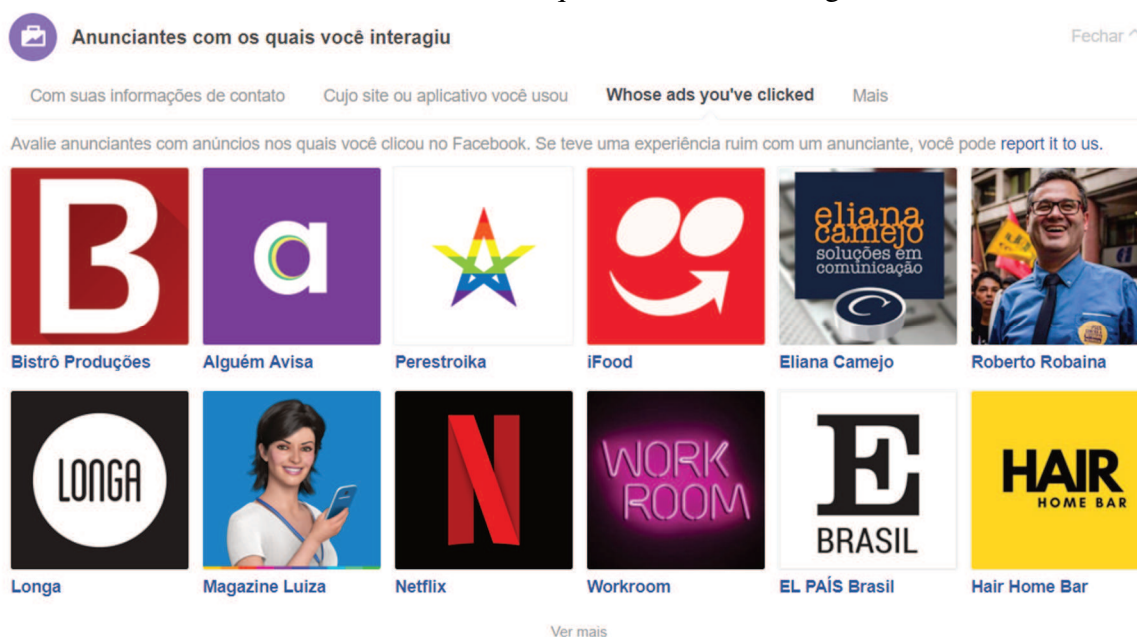 Anunciantes com os quais você interagiu
Fechar
Com suas informações de contato Cujo site ou aplicativo você usou Whose ads you've clicked Mais
Avalie anunciantes com anúncios nos quais você clicou no Facebook. Se teve uma experiência ruim com um anunciante, você pode report it to us.
B
a
eliana
camejo
soluções em
comunicação
C
Bistrô Produções
Alguém Avisa
Perestroika
iFood
Eliana Camejo
Roberto Robaina
LONGA
N
WORK
ROOM
E
BRASIL
HAIR
HOME BAR
Longa
Magazine Luiza
Netflix
Workroom
EL PAÍS Brasil
Hair Home Bar
Ver mais